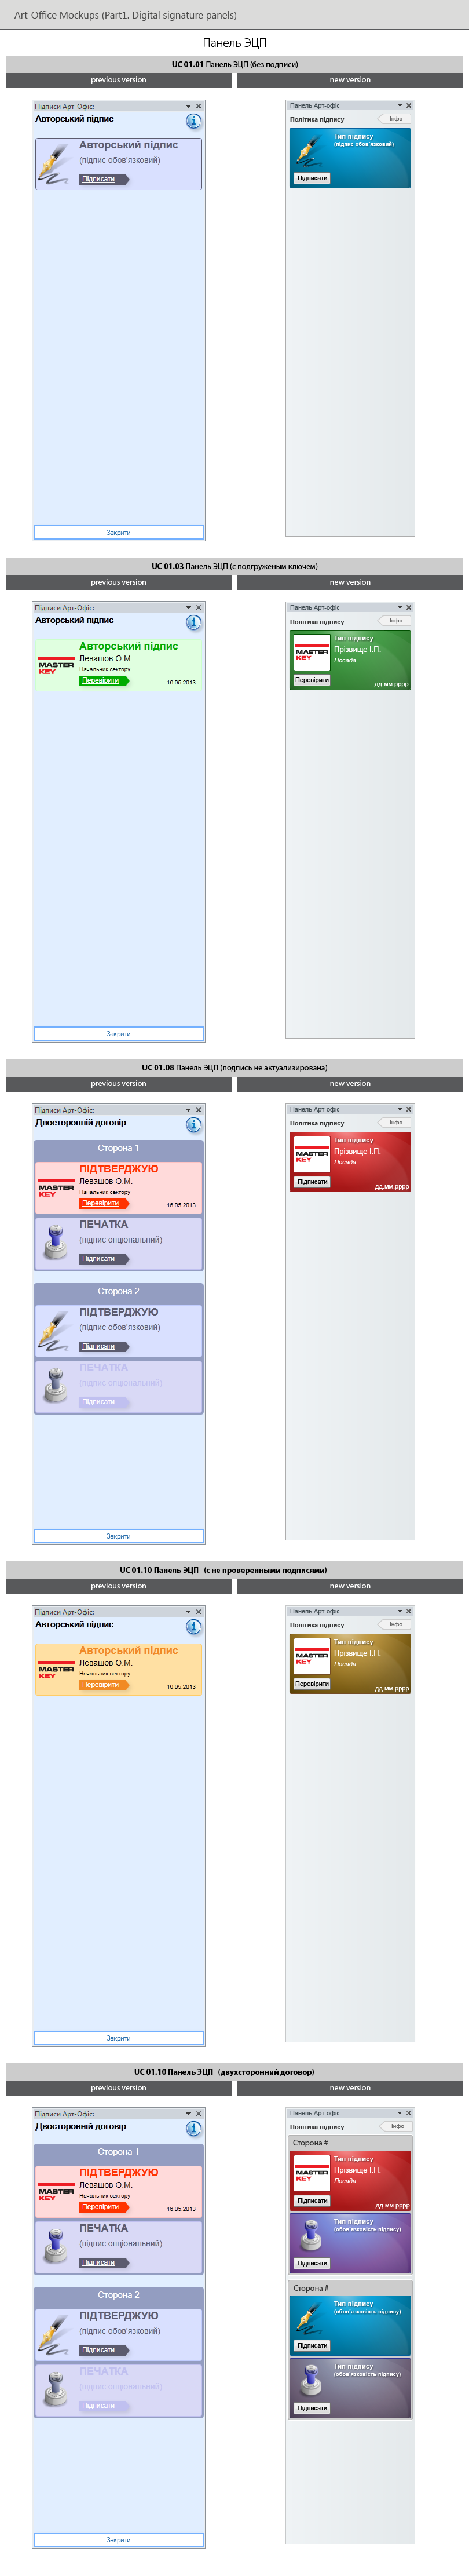 Art-Office Mockups (Part1. Digital signature panels)
Панель ЭЦП
UC 01.01 Панель ЭЦП (без подписи)
previous version
new version
Підписи Арт-Офіс:
Авторський підпис
Авторський підпис
(підпис обов'язковий)
Підписати
Закрити
Панель Арт-офіс
Політика підпису
Інфо
Тип підпису
(підпис обов'язковий)
Підписати
UC 01.03 Панель ЭЦП (с подгруженым ключем)
previous version
new version
Підписи Арт-Офіс:
Авторський підпис
Авторський підпис
MASTER KEY
Левашов О.М.
Начальник сектору
Перевірити
16.05.2013
Закрити
Панель Арт-офіс
Політика підпису
Інфо
MASTER KEY
Тип підпису
Прізвище І.П.
Посада
Перевірити
дд.мм.рррр
UC 01.08 Панель ЭЦП (подпись не актуализирована)
previous version
new version
Підписи Арт-Офіс:
Двосторонній договір
Сторона 1
ПІДТВЕРДЖУЮ
MASTER KEY
Левашов О.М.
Начальник сектору
Перевірити
16.05.2013
ПЕЧАТКА
(підпис опціональний)
Підписати
Сторона 2
ПІДТВЕРДЖУЮ
(підпис обов'язковий)
Підписати
ПЕЧАТКА
(підпис опціональний)
Підписати
Закрити
Панель Арт-офіс
Політика підпису
Інфо
MASTER KEY
Тип підпису
Прізвище І.П.
Посада
Підписати
дд.мм.рррр
UC 01.10 Панель ЭЦП (с не проверенными подписями)
previous version
new version
Підписи Арт-Офіс:
Авторський підпис
Авторський підпис
MASTER KEY
Левашов О.М.
Начальник сектору
Перевірити
16.05.2013
Закрити
Панель Арт-офіс
Політика підпису
Інфо
MASTER KEY
Тип підпису
Прізвище І.П.
Посада
Перевірити
дд.мм.рррр
UC 01.10 Панель ЭЦП (двухсторонний договор)
previous version
new version
Підписи Арт-Офіс:
Двосторонній договір
Сторона 1
ПІДТВЕРДЖУЮ
MASTER KEY
Левашов О.М.
Начальник сектору
Перевірити
16.05.2013
ПЕЧАТКА
(підпис опціональний)
Підписати
Сторона 2
ПІДТВЕРДЖУЮ
(підпис обов'язковий)
Підписати
ПЕЧАТКА
(підпис опціональний)
Підписати
Закрити
Панель Арт-офіс
Політика підпису
Інфо
Сторона #
MASTER KEY
Тип підпису
Прізвище І.П.
Посада
Підписати
дд.мм.рррр
Тип підпису
(обов'язковість підпису)
Підписати
Сторона #
Тип підпису
(обов'язковість підпису)
Підписати
Тип підпису
(обов'язковість підпису)
Підписати